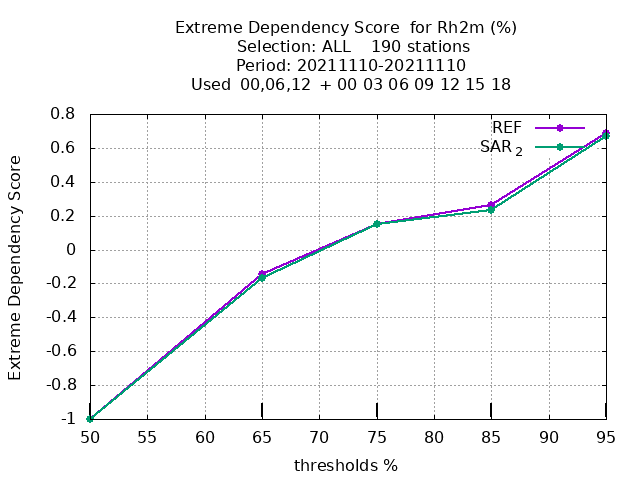 Extreme Dependency Score  for Rh2m (%)
Selection: ALL    190 stations
Period: 20211110-20211110
Used  00,06,12  + 00 03 06 09 12 15 18
REF
SAR 2
Extreme Dependency Score
0.8
0.6
0.4
0.2
0
-0.2
-0.4
-0.6
-0.8
-1
50 55 60 65 70 75 80 85 90 95
thresholds %